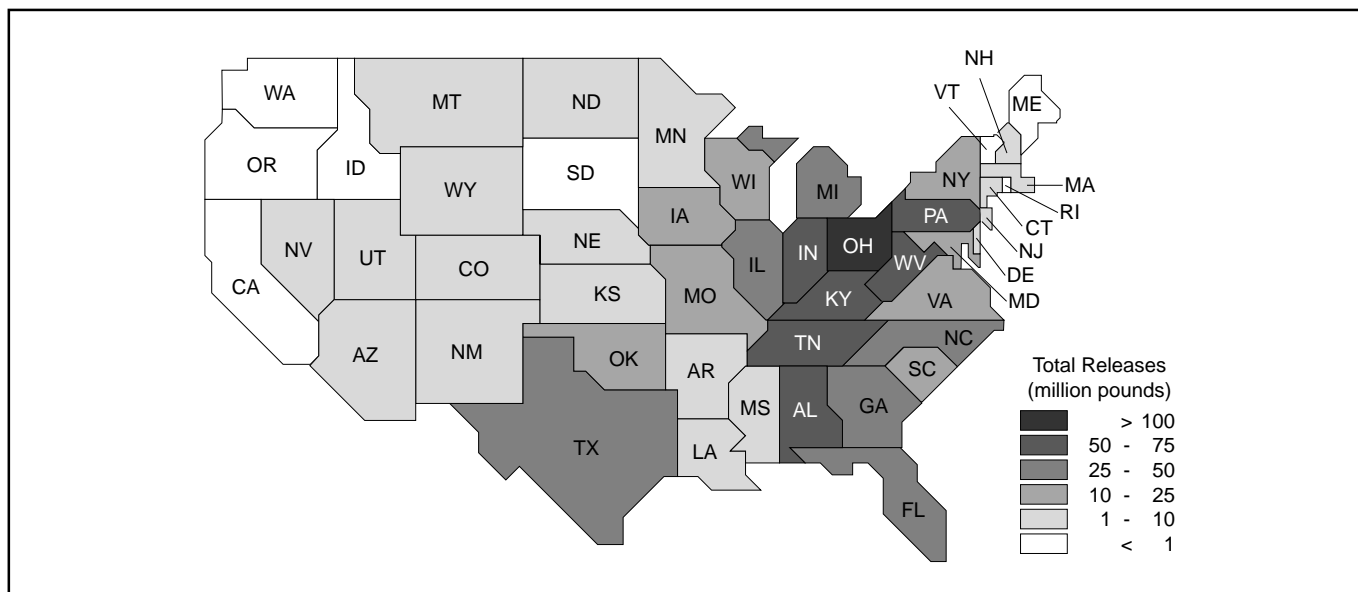 NH
VT
ME
WA
MT
ND
MN
OR
ID
SD
WI
MI
NY
MA
WY
RI
IA
PA
CT
NE
NV
UT
CO
IL
IN
OH
WV
NJ
DE
CA
KS
MO
KY
VA
MD
AZ
NM
OK
AR
TN
NC
SC
MS
AL
GA
TX
LA
FL
Total Releases
(million pounds)
> 100
50 - 75
25 - 50
10 - 25
1 - 10
< 1